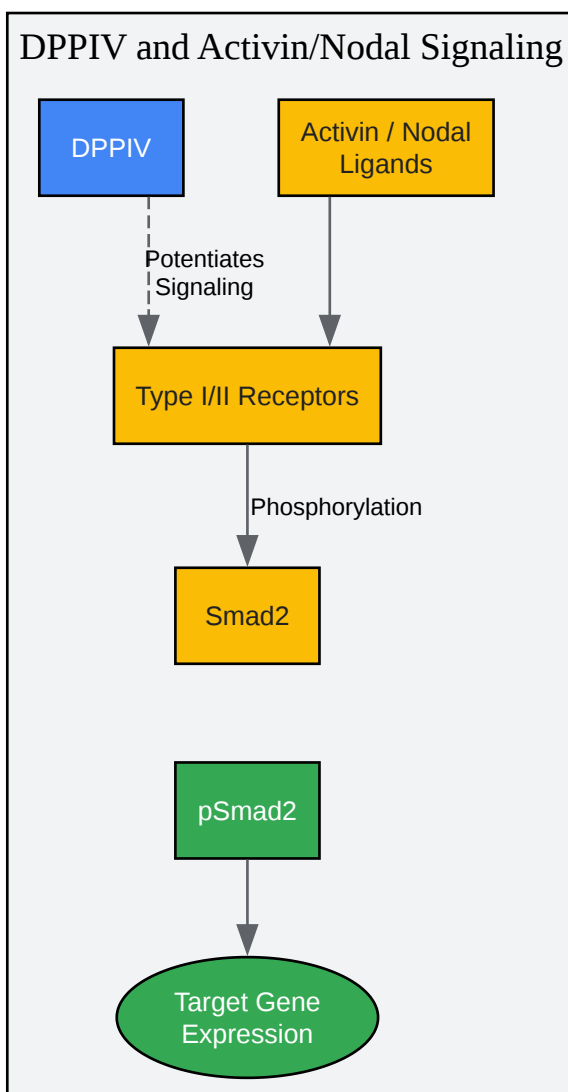 DPPIV and Activin/Nodal Signaling
DPPIV
Activin / Nodal
Ligands
Potentiates
Signaling
Type I/II Receptors
Phosphorylation
Smad2
pSmad2
Target Gene
Expression